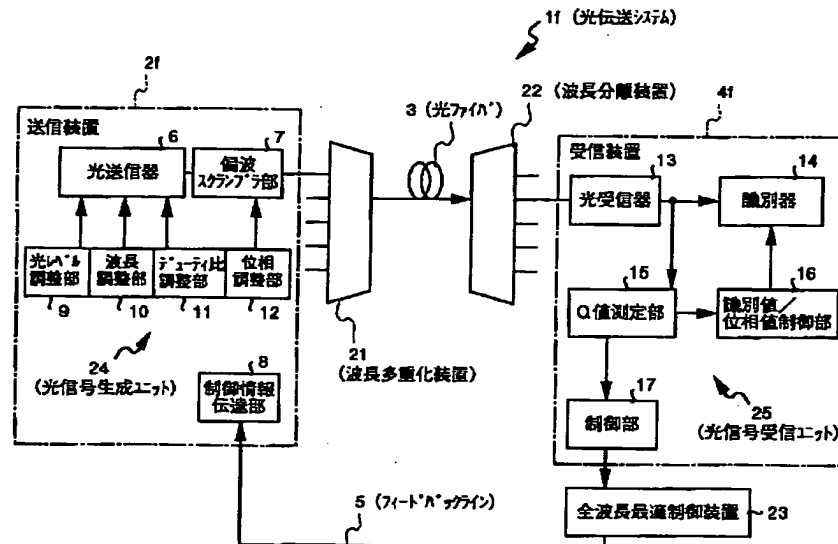 1f (光伝送システム)
2f
送信装置
6
光送信器
7
偏波
スクランブラ部
光レベル
調整部
波長
調整部
デューティ比
調整部
位相
調整部
9
10
11
12
24
(光信号生成ユニット)
8
制御情報
伝達部
21
(波長多重化装置)
3 (光ファイバ)
22 (波長分離装置)
4f
受信装置
13
光受信器
14
識別器
15
Q値測定部
16
識別値/
位相値制御部
17
制御部
25
(光信号受信ユニット)
5 (フィードバックライン)
全波長最適制御装置
23